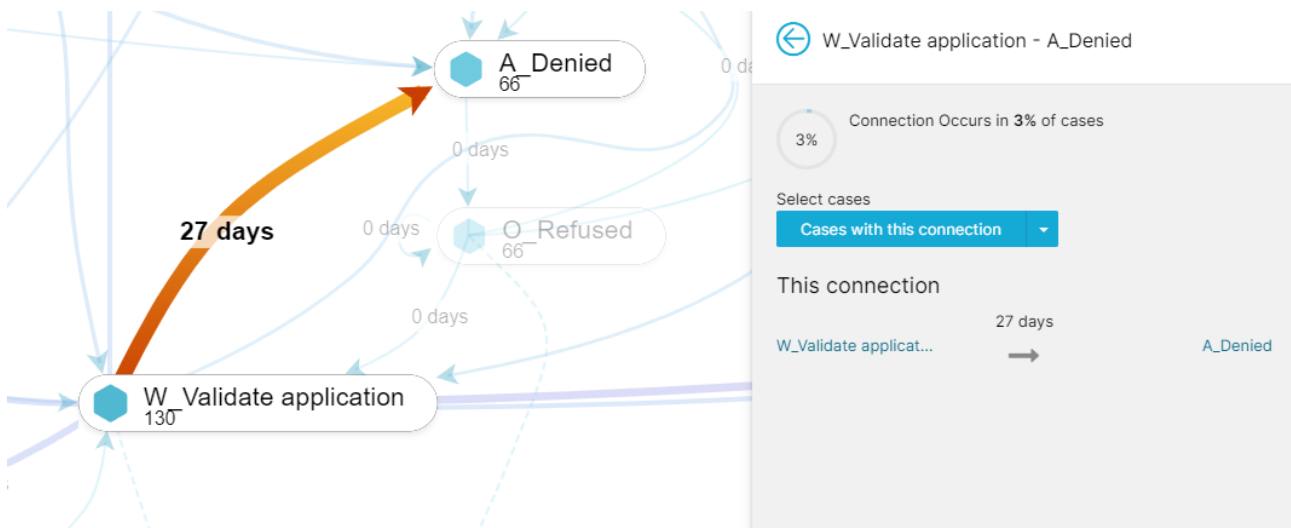 A_Denied
66
0 days
27 days
0 days
O_Refused
66
0 days
W_Validate application
130
W_Validate application - A_Denied
3%
Connection Occurs in 3% of cases
Select cases
Cases with this connection
This connection
27 days
W_Validate applicat...
A_Denied